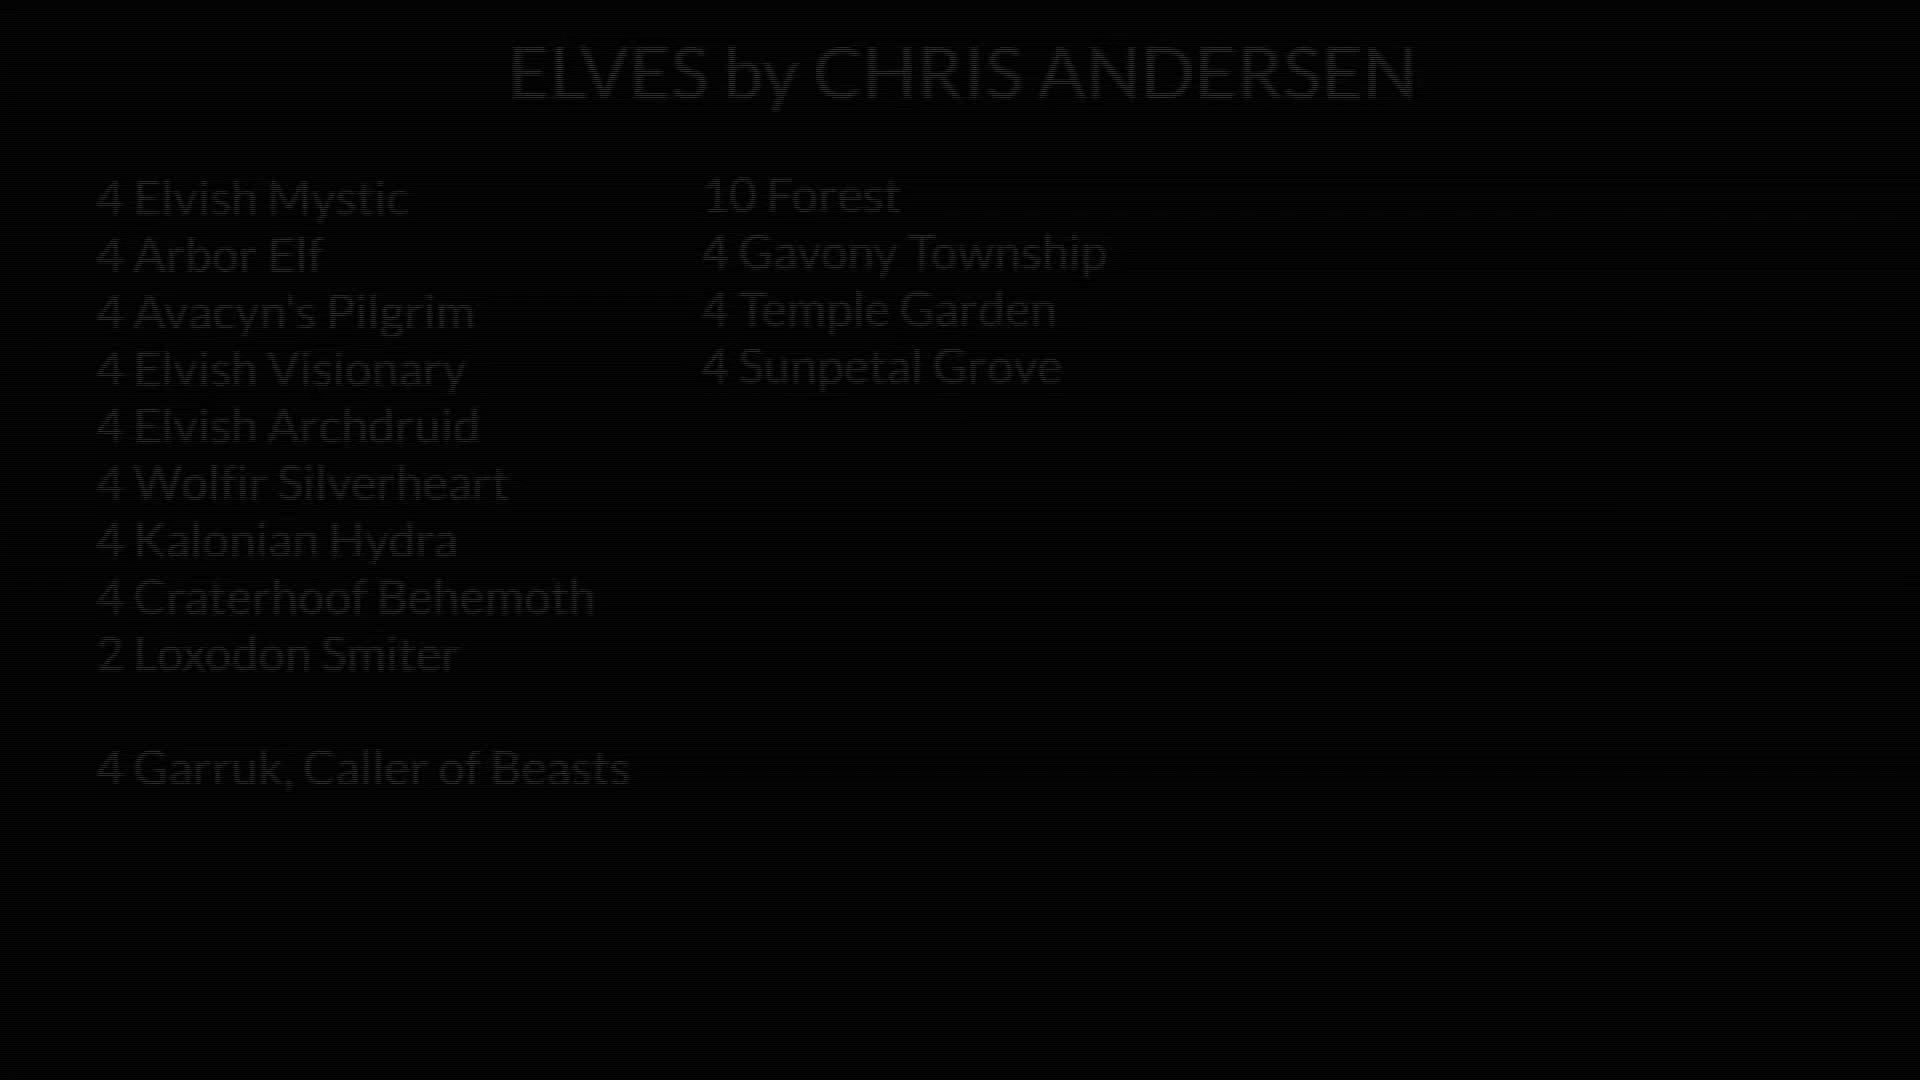 ELVES by CHRIS ANDERSEN
4 Elvish Mystic
4 Arbor Elf
4 Avacyn's Pilgrim
4 Elvish Visionary
4 Elvish Archdruid
4 Wolfir Silverheart
4 Kalonian Hydra
4 Craterhoof Behemoth
2 Loxodon Smiter
4 Garruk, Caller of Beasts
10 Forest
4 Gavony Township
4 Temple Garden
4 Sunpetal Grove